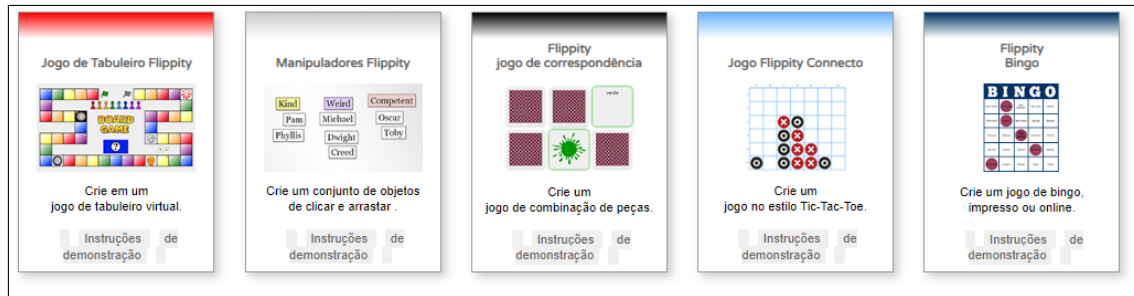 Jogo de Tabuleiro Flippity
BOARD
GAME
?
Crie em um
jogo de tabuleiro virtual.
Instruções de
demonstração
Manipuladores Flippity
Kind
Weird
Competent
Pam
Michael
Oscar
Phyllis
Dwight
Toby
Creed
Crie um conjunto de objetos
de clicar e arrastar .
Instruções de
demonstração
Flippity
jogo de correspondência
verde
Crie um
jogo de combinação de peças.
Instruções de
demonstração
Jogo Flippity Connecto
Crie um
jogo no estilo Tic-Tac-Toe.
Instruções de
demonstração
Flippity
Bingo
BINGO
Crie um jogo de bingo,
impresso ou online.
Instruções de
demonstração